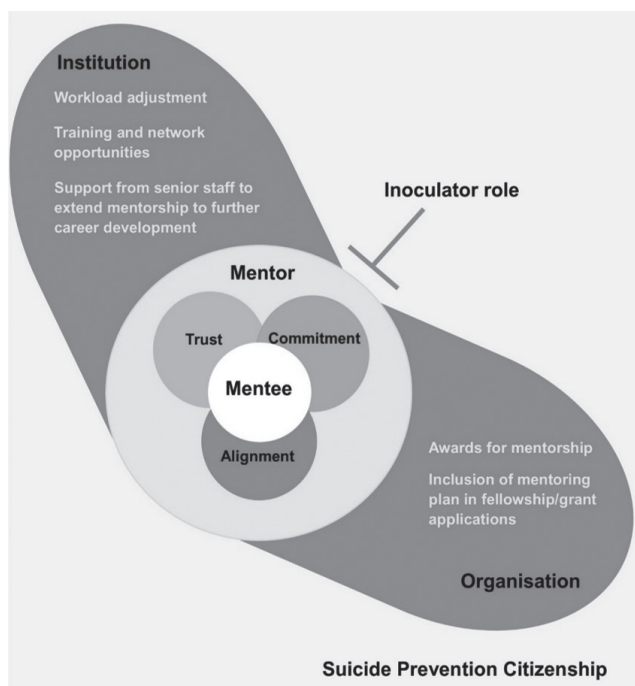 Institution
Workload adjustment
Training and network
opportunities
Support from senior staff to
extend mentorship to further
career development
Inoculator role
Mentor
Trust
Commitment
Mentee
Alignment
Awards for mentorship
Inclusion of mentoring
plan in fellowship/grant
applications
Organisation
Suicide Prevention Citizenship